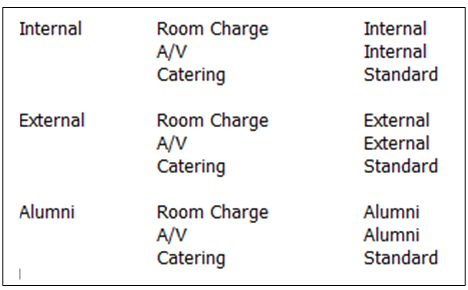 Internal Room Charge Internal
A/V Internal
Catering Standard
External Room Charge External
A/V External
Catering Standard
Alumni Room Charge Alumni
A/V Alumni
Catering Standard